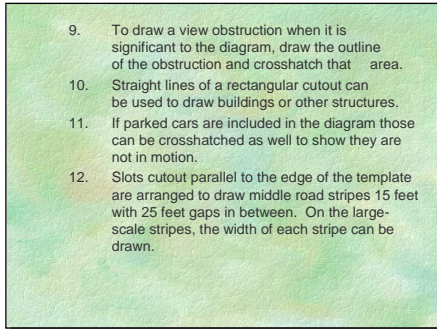 9. To draw a view obstruction when it is
significant to the diagram, draw the outline
of the obstruction and crosshatch that area.
10. Straight lines of a rectangular cutout can
be used to draw buildings or other structures.
11. If parked cars are included in the diagram those
can be crosshatched as well to show they are
not in motion.
12. Slots cutout parallel to the edge of the template
are arranged to draw middle road stripes 15 feet
with 25 feet gaps in between. On the large-
scale stripes, the width of each stripe can be
drawn.